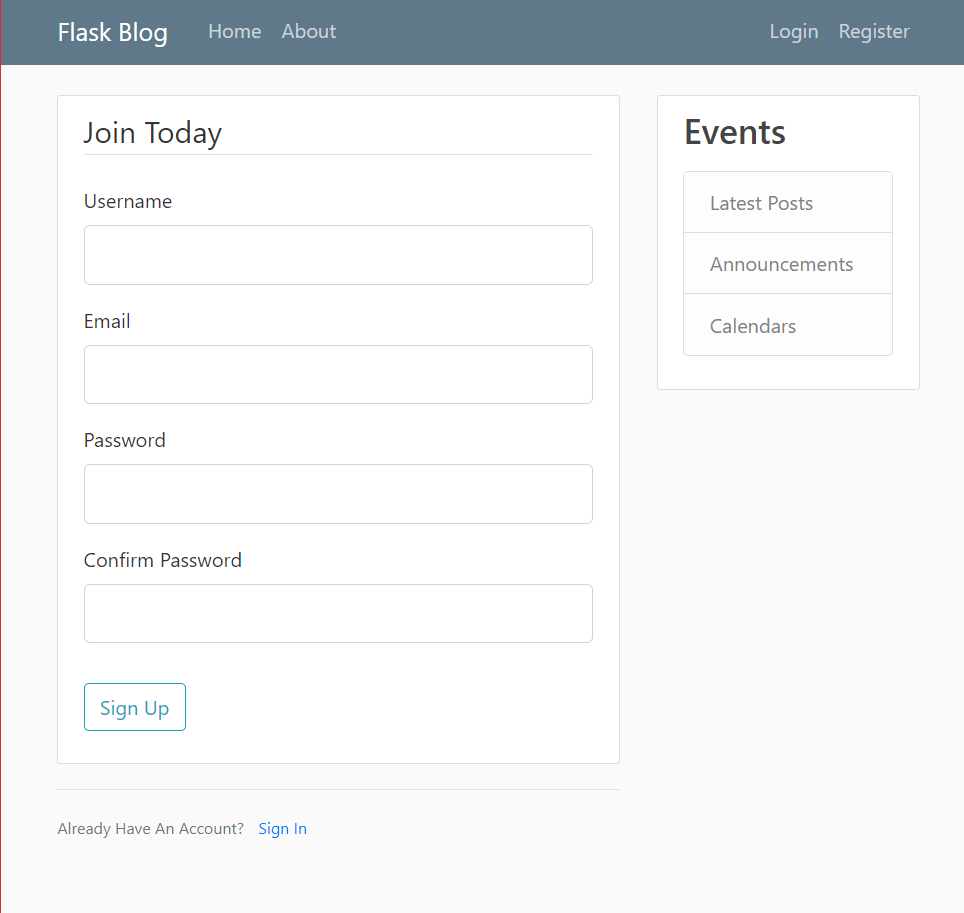 Flask Blog Home About Login Register
Join Today
Username
Email
Password
Confirm Password
Sign Up
Already Have An Account? Sign In
Events
Latest Posts
Announcements
Calendars